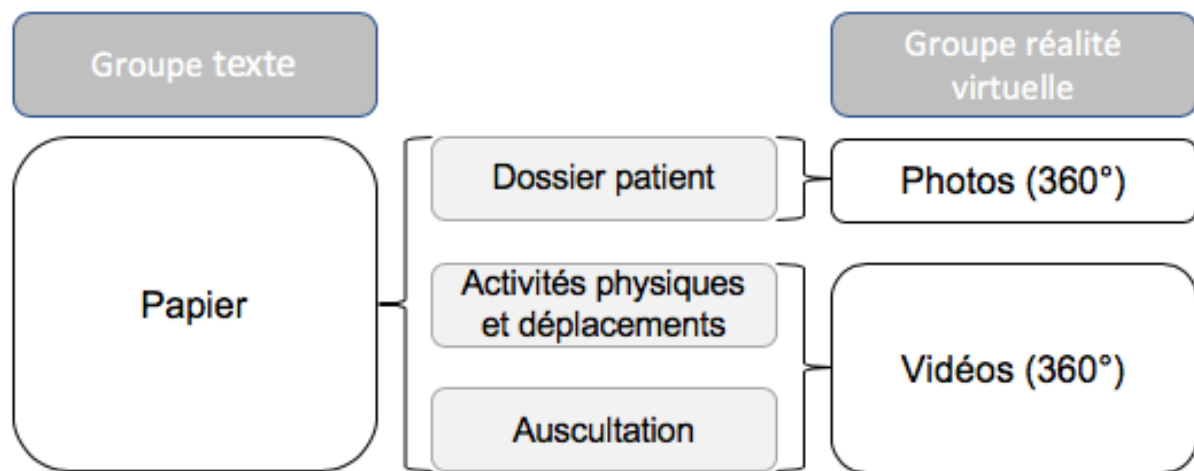 Groupe texte
Groupe réalité
virtuelle
Dossier patient
Photos (360°)
Papier
Activités physiques
et déplacements
Vidéos (360°)
Auscultation